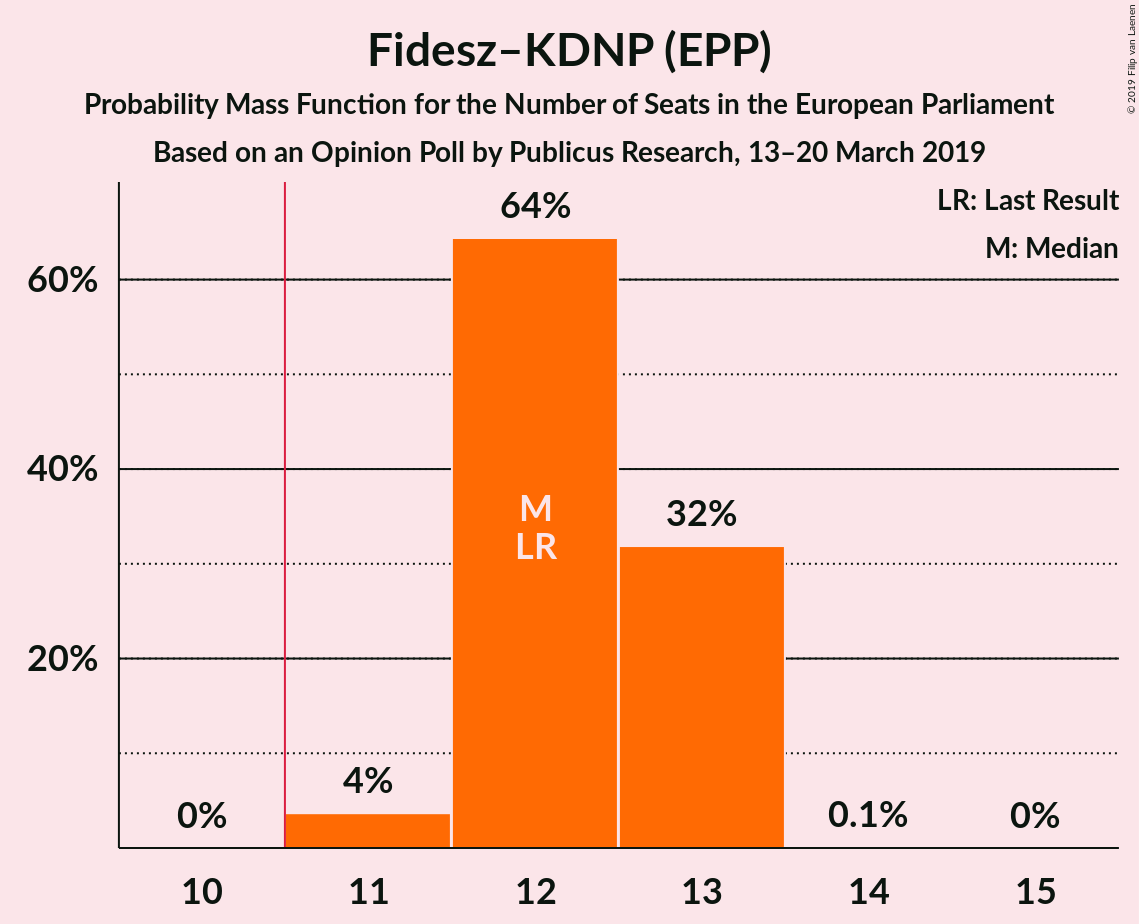 Fidesz–KDNP (EPP)
Probability Mass Function for the Number of Seats in the European Parliament
Based on an Opinion Poll by Publicus Research, 13–20 March 2019
© 2019 Filip van Laenen
LR: Last Result
M: Median
64%
60%
40%
M
LR
32%
20%
4%
0%
0.1%
0%
10 11 12 13 14 15